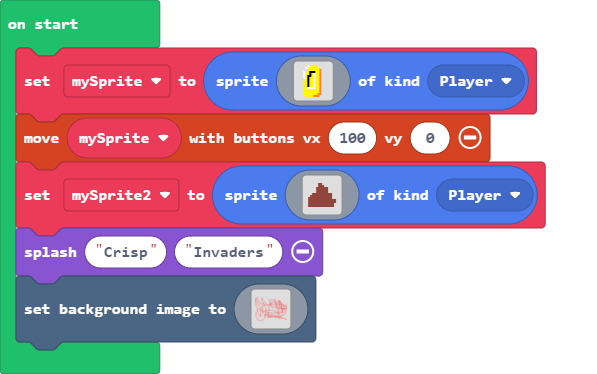 on start
set mySprite to sprite of kind Player
move mySprite with buttons vx 100 vy 0
set mySprite2 to sprite of kind Player
splash "Crisp" "Invaders"
set background image to